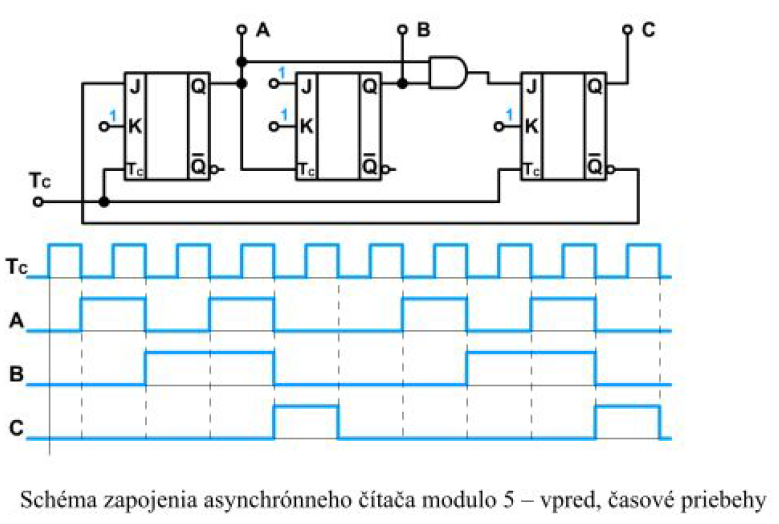 A B C
1
J Q J Q J Q
1 1 1
K K K
Tc Q̅ Tc Q̅ Tc Q̅
Tc
Tc
A
B
C
Schéma zapojenia asynchrónneho čítača modulo 5 – vpred, časové priebehy